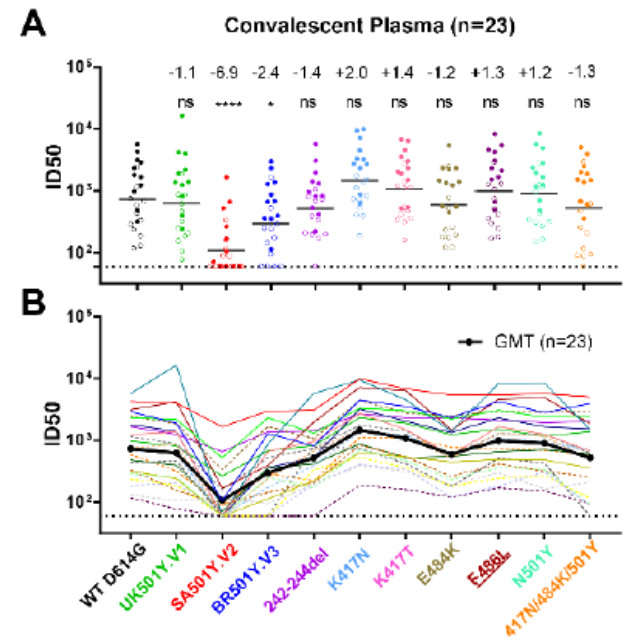 A
Convalescent Plasma (n=23)
-1.1 -6.9 -2.4 -1.4 +2.0 +1.4 -1.2 +1.3 +1.2 -1.3
ns **** * ns ns ns ns ns ns ns
10⁵
10⁴
10³
10²
ID50
B
GMT (n=23)
10⁵
10⁴
10³
10²
ID50
WT D614G
UK501Y.V1
SA501Y.V2
BR501Y.V3
242-244del
K417N
K417T
E484K
F486L
N501Y
417N/484K/501Y